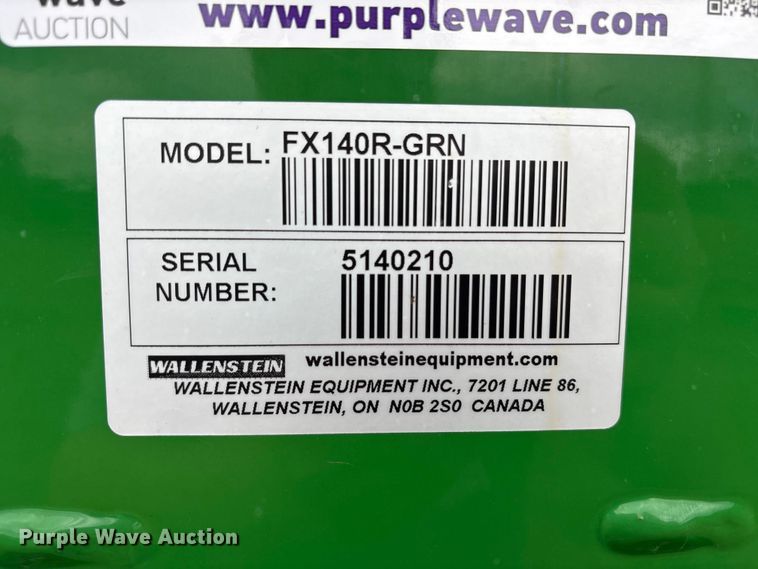 wave
AUCTION
www.purplewave.com
MODEL: FX140R-GRN
SERIAL NUMBER: 5140210
WALLENSTEIN wallensteinequipment.com
WALLENSTEIN EQUIPMENT INC., 7201 LINE 86,
WALLENSTEIN, ON N0B 2S0 CANADA
Purple Wave Auction